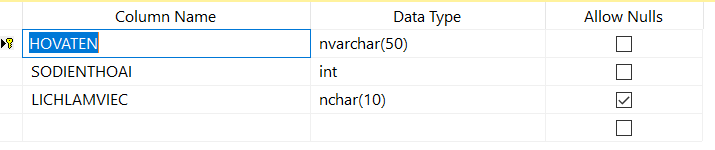 Column Name Data Type Allow Nulls
HOVATEN nvarchar(50)
SODIENTHOAI int
LICHLAMVIEC nchar(10)